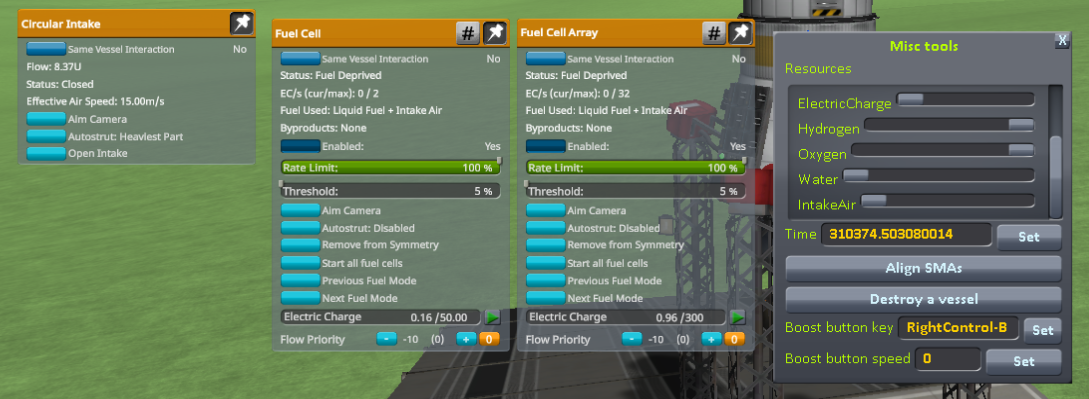 Circular Intake
Same Vessel Interaction No
Flow: 8.37U
Status: Closed
Effective Air Speed: 15.00m/s
Aim Camera
Autostrut: Heaviest Part
Open Intake
Fuel Cell #
Same Vessel Interaction No
Status: Fuel Deprived
EC/s (cur/max): 0 / 2
Fuel Used: Liquid Fuel + Intake Air
Byproducts: None
Enabled: Yes
Rate Limit: 100 %
Threshold: 5 %
Aim Camera
Autostrut: Disabled
Remove from Symmetry
Start all fuel cells
Previous Fuel Mode
Next Fuel Mode
Electric Charge 0.16 /50.00
Flow Priority - -10 (0) + 0
Fuel Cell Array #
Same Vessel Interaction No
Status: Fuel Deprived
EC/s (cur/max): 0 / 32
Fuel Used: Liquid Fuel + Intake Air
Byproducts: None
Enabled: Yes
Rate Limit: 100 %
Threshold: 5 %
Aim Camera
Autostrut: Disabled
Remove from Symmetry
Start all fuel cells
Previous Fuel Mode
Next Fuel Mode
Electric Charge 0.96 /300
Flow Priority - -10 (0) + 0
Misc tools X
Resources
ElectricCharge
Hydrogen
Oxygen
Water
IntakeAir
Time 310374.503080014 Set
Align SMAs
Destroy a vessel
Boost button key RightControl-B Set
Boost button speed 0 Set